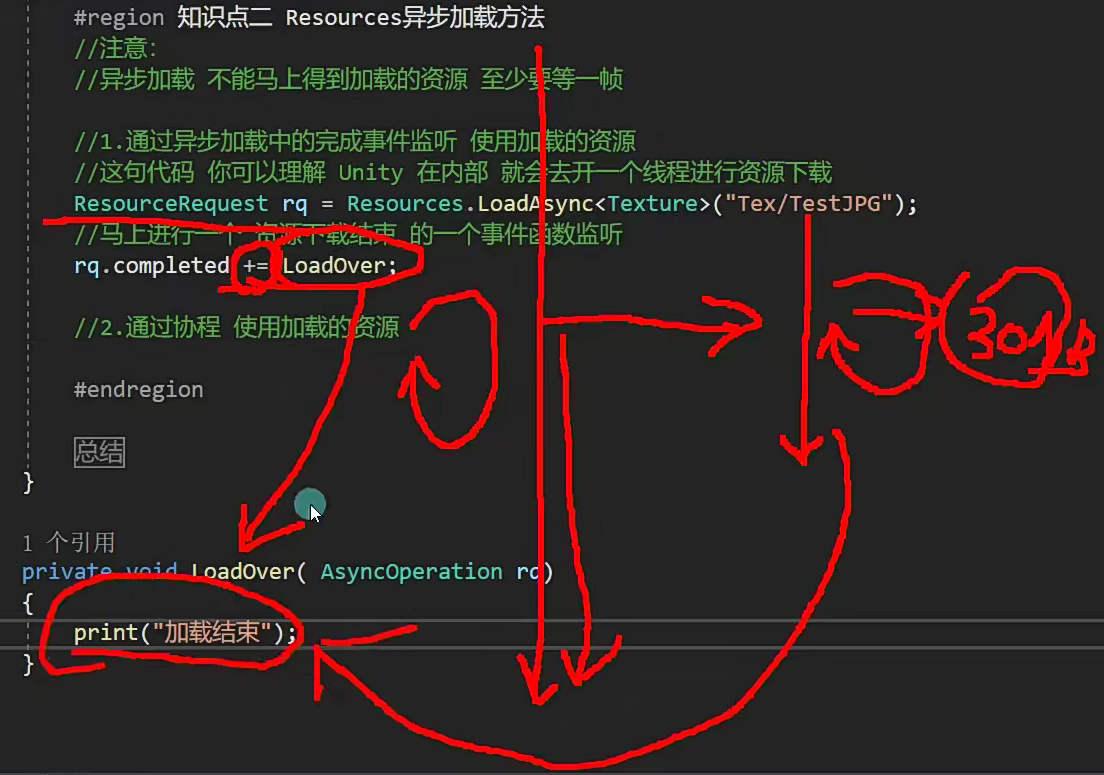 #region 知识点二 Resources异步加载方法
//注意：
//异步加载 不能马上得到加载的资源 至少要等一帧
//1.通过异步加载中的完成事件监听 使用加载的资源
//这句代码 你可以理解 Unity 在内部 就会去开一个线程进行资源下载
ResourceRequest rq = Resources.LoadAsync<Texture>("Tex/TestJPG");
//马上进行一个 资源下载结束 的一个事件函数监听
rq.completed += LoadOver;
//2.通过协程 使用加载的资源
#endregion
总结
}
1 个引用
private void LoadOver( AsyncOperation rq)
{
print("加载结束");
}